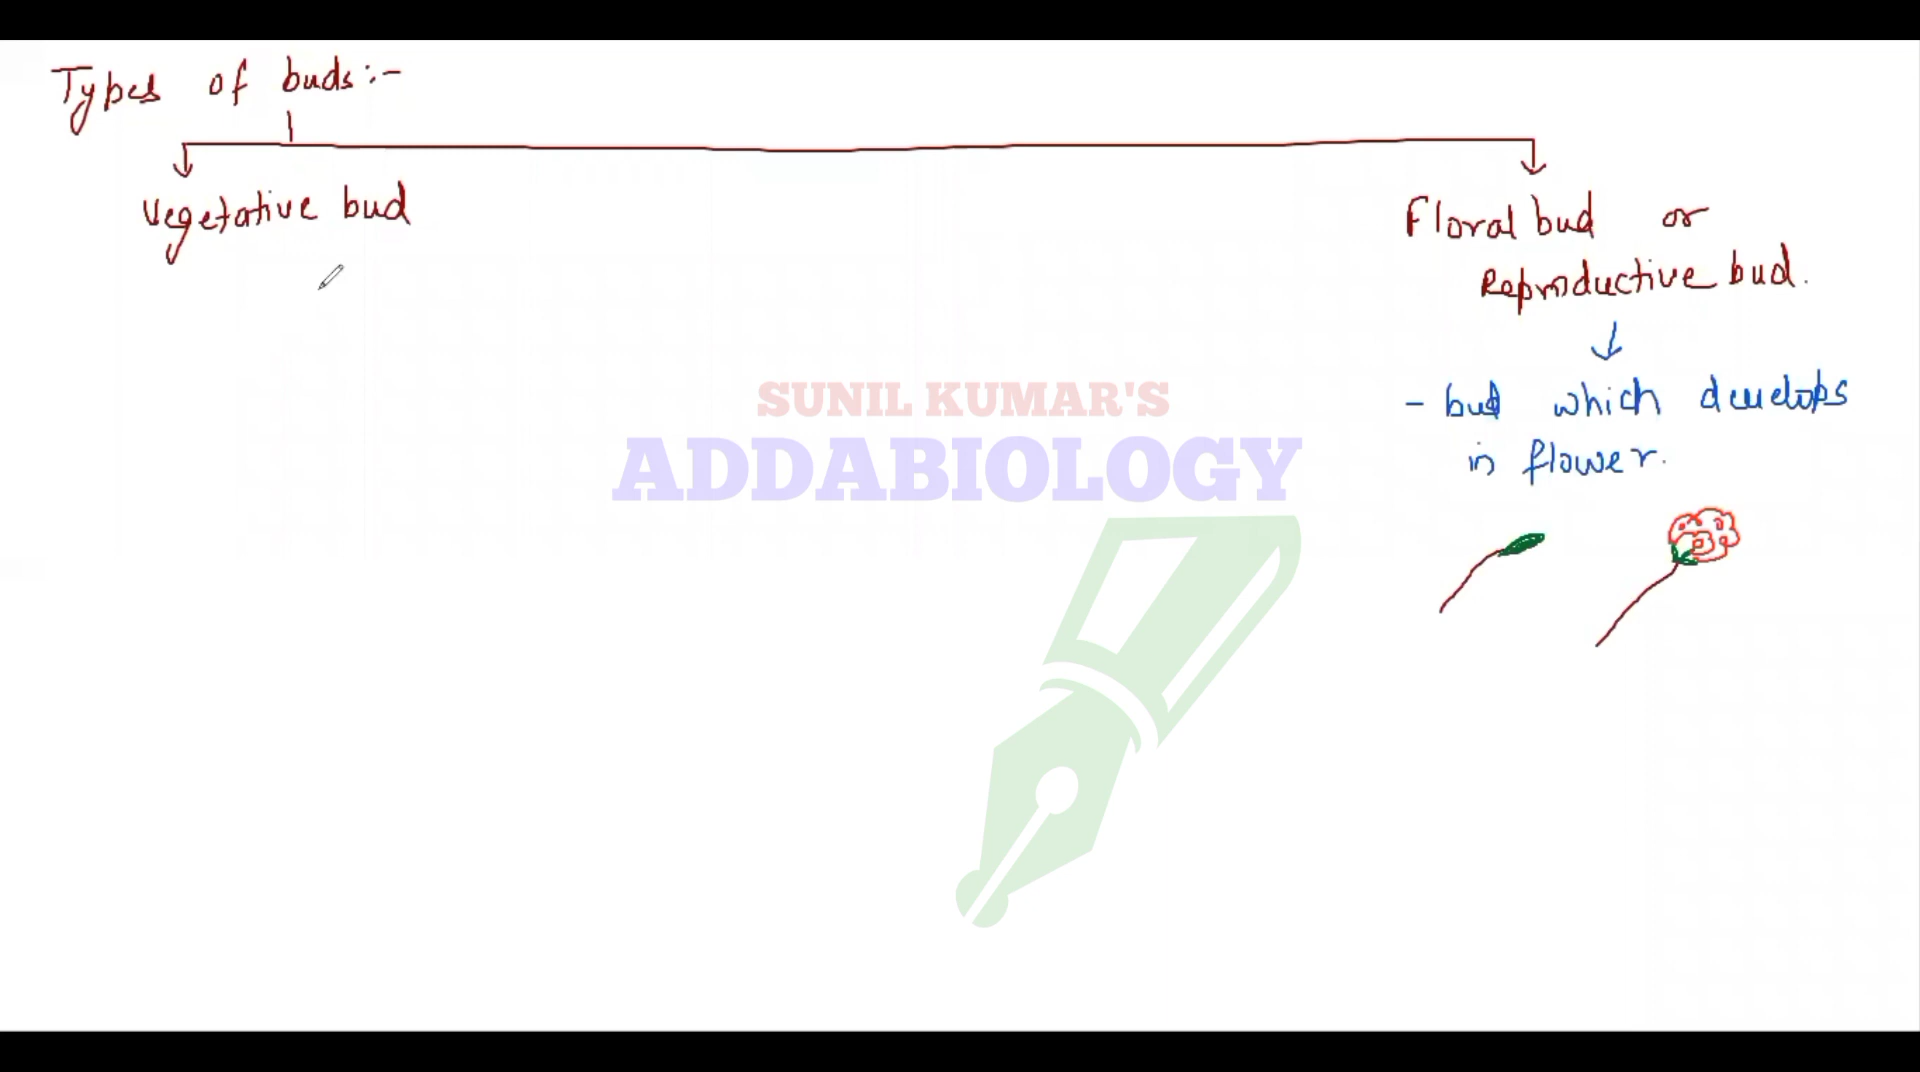 Types of buds:-
Vegetative bud
Floral bud or
Reproductive bud.
- bud which develops
in flower.
SUNIL KUMAR'S
ADDABIOLOGY